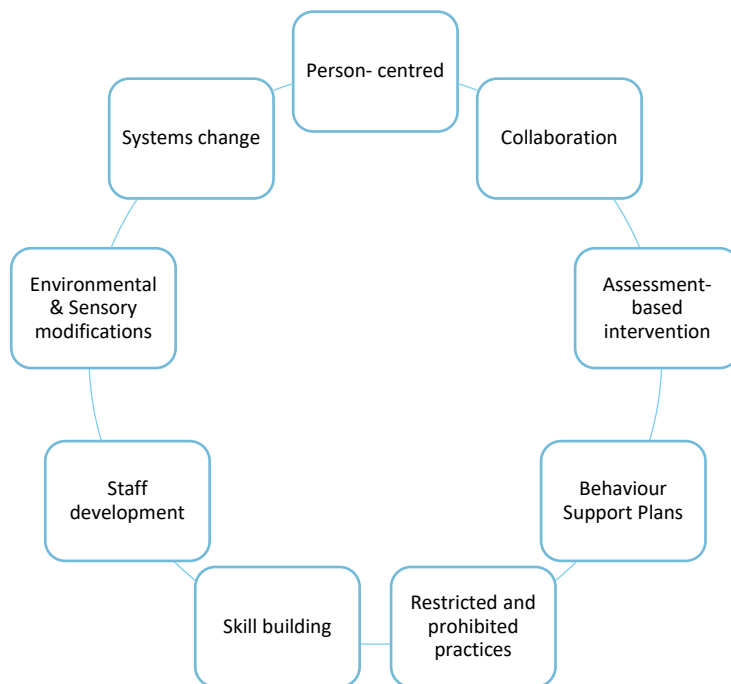 Person- centred
Collaboration
Assessment-
based
intervention
Behaviour
Support Plans
Restricted and
prohibited
practices
Skill building
Staff
development
Environmental
& Sensory
modifications
Systems change